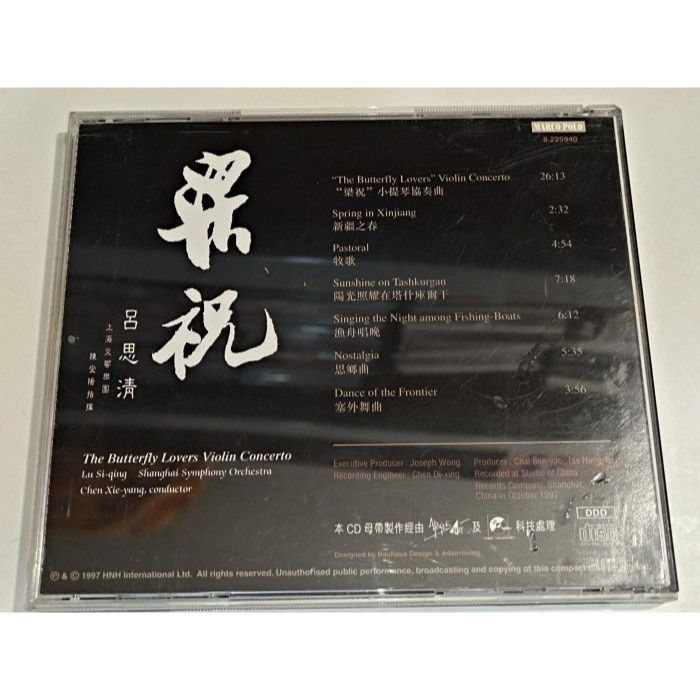 MARCO POLO
8.225940
梁祝
呂思清
上海交響樂團
陳燮陽指揮
"The Butterfly Lovers" Violin Concerto 26:13
“梁祝”小提琴協奏曲
Spring in Xinjiang 2:32
新疆之春
Pastoral 4:54
牧歌
Sunshine on Tashkurgan 7:18
陽光照耀在塔什庫爾干
Singing the Night among Fishing-Boats 6:12
漁舟唱晚
Nostalgia 5:35
思鄉曲
Dance of the Frontier 3:56
塞外舞曲
The Butterfly Lovers Violin Concerto
Lu Si-qing Shanghai Symphony Orchestra
Chen Xie-yang, conductor
Executive Producer : Joseph Wong
Recording Engineer : Chen Di-xing
Producer : Chai Ben-yao, Tse
Recorded at Studio of China
Records Company, Shanghai,
China in October 1997
本CD母帶製作經由 及 科技處理
DDD
disc
Designed by Bauhaus Design & Advertising
℗ & © 1997 HNH International Ltd. All rights reserved. Unauthorised public performance, broadcasting and copying of this compact disc